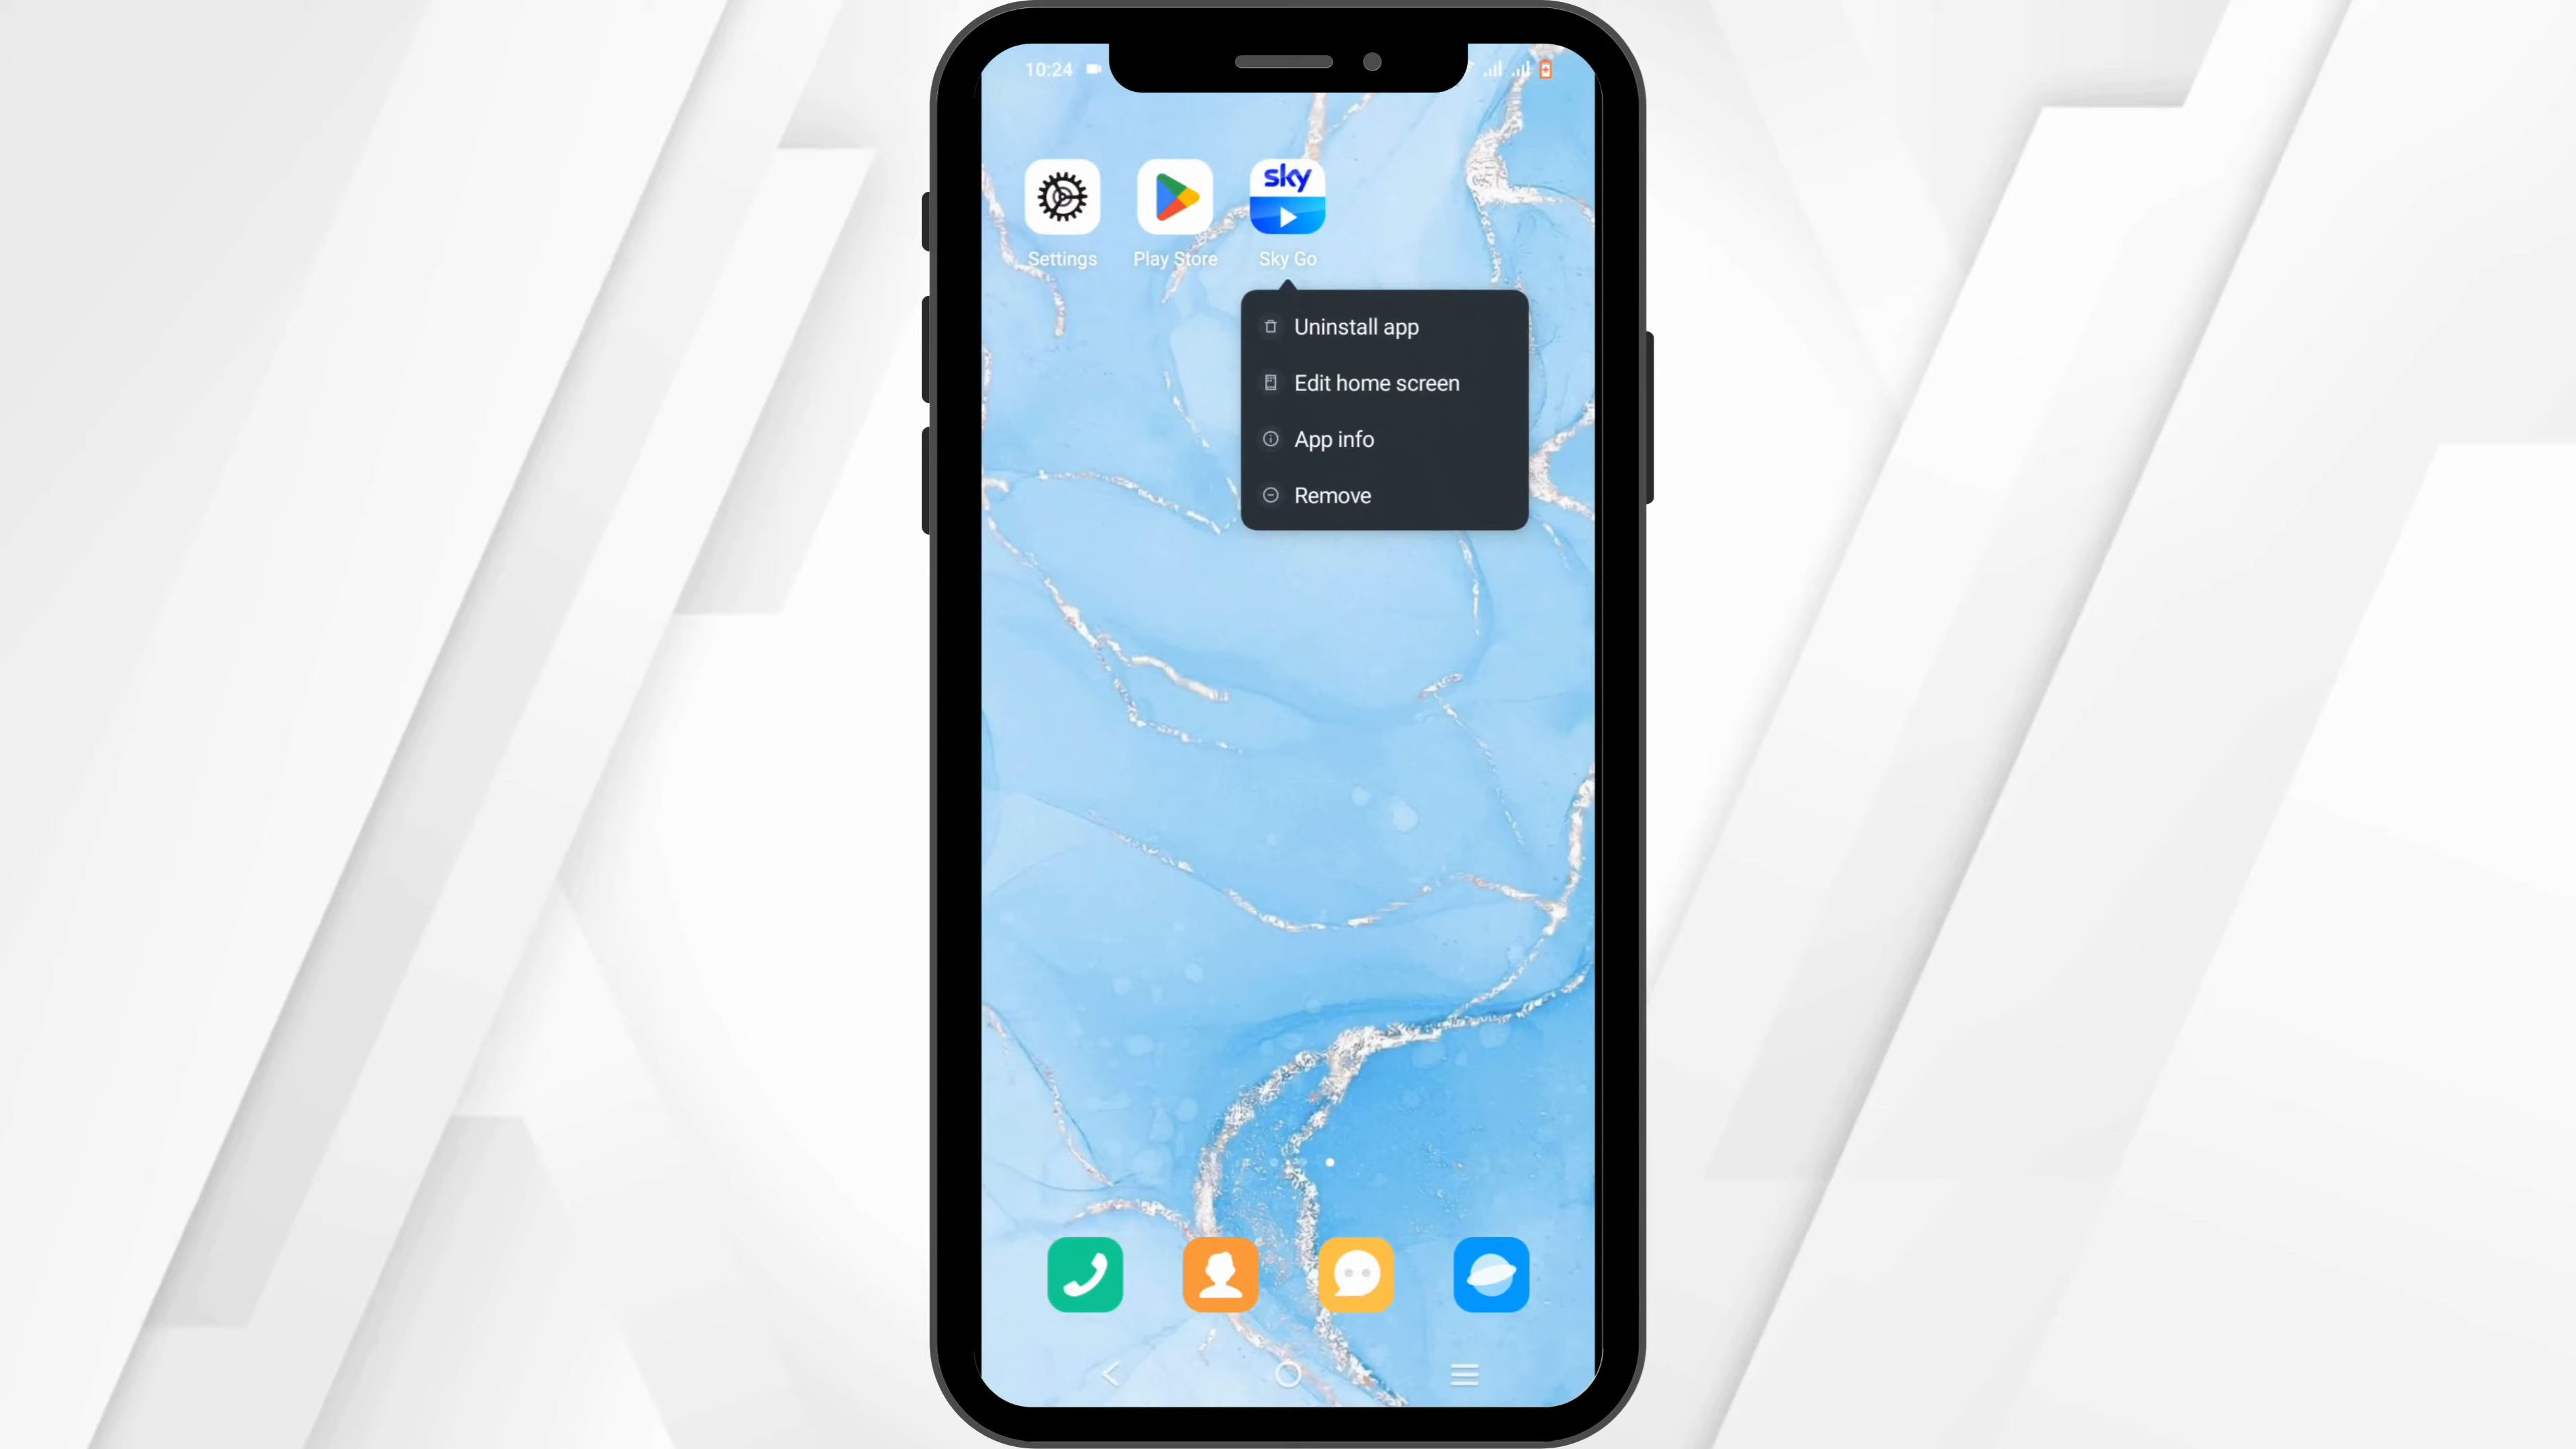 10:24
sky
Settings
Play Store
Sky Go
Uninstall app
Edit home screen
App info
Remove